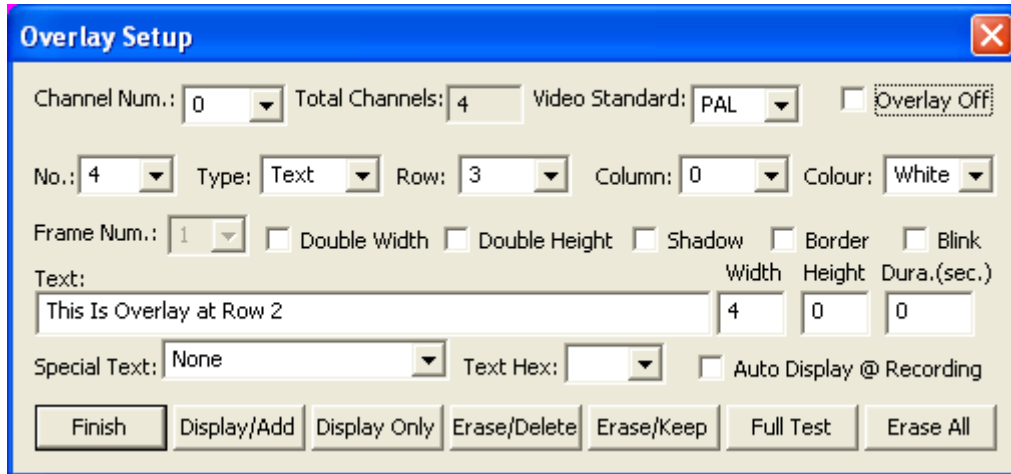 Overlay Setup
Channel Num.: 0 Total Channels: 4 Video Standard: PAL Overlay Off
No.: 4 Type: Text Row: 3 Column: 0 Colour: White
Frame Num.: 1 Double Width Double Height Shadow Border Blink
Text: Width Height Dura.(sec.)
This Is Overlay at Row 2 4 0 0
Special Text: None Text Hex: Auto Display @ Recording
Finish Display/Add Display Only Erase/Delete Erase/Keep Full Test Erase All